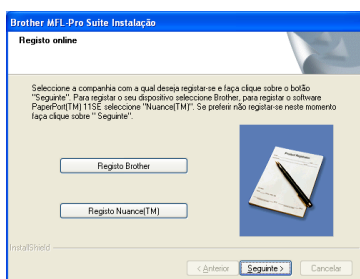 Brother MFL-Pro Suite Instalação
Registo online
Seleccione a companhia com a qual deseja registar-se e faça clique sobre o botão
"Seguinte". Para registar o seu dispositivo seleccione Brother, para registar o software
PaperPort(TM) 11SE seleccione "Nuance(TM)". Se preferir não registar-se neste momento
faça clique sobre " Seguinte".
Registo Brother
Registo Nuance(TM)
InstallShield
< Anterior
Seguinte >
Cancelar